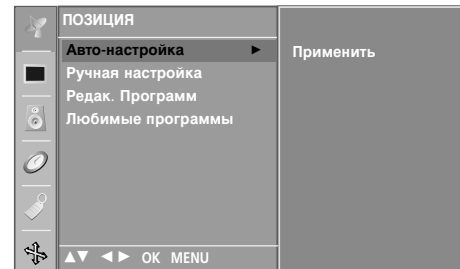 ПОЗИЦИЯ
Авто-настройка ►
Применить
Ручная настройка
Редак. Программ
Любимые программы
▲▼ ◄► OK MENU